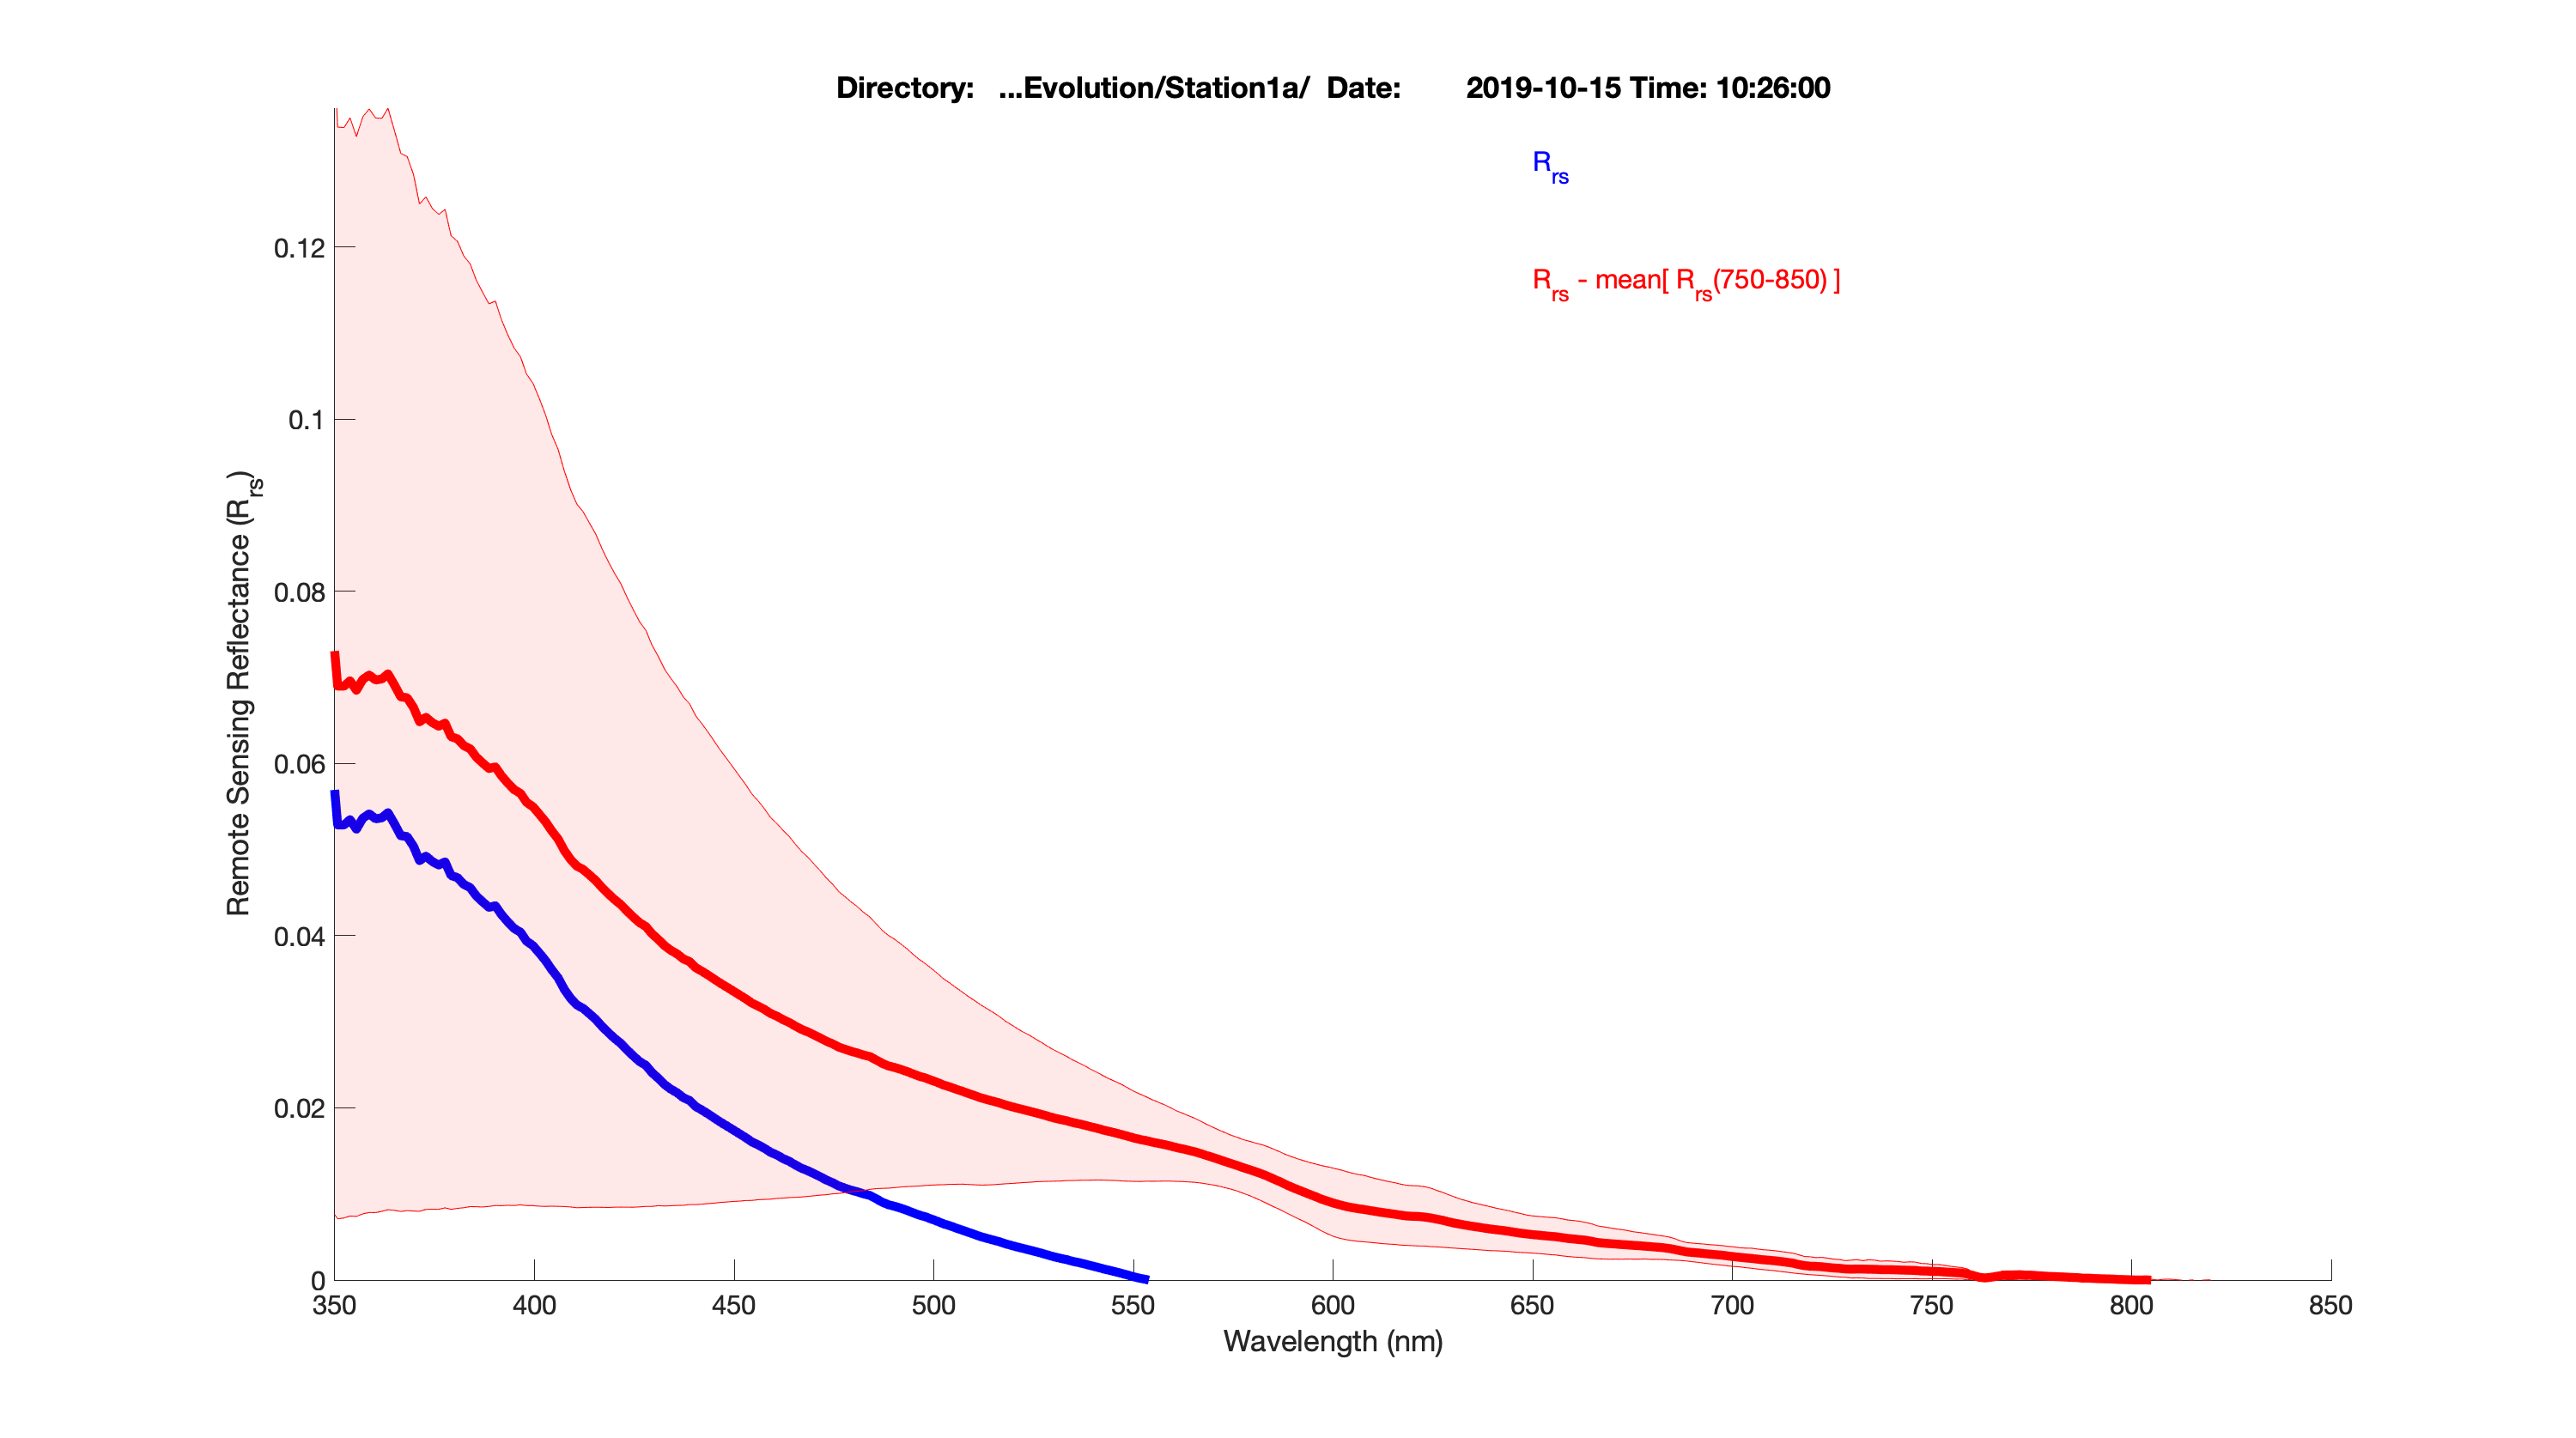 Directory: ...Evolution/Station1a/ Date: 2019-10-15 Time: 10:26:00
Rrs
Rrs - mean[ Rrs(750-850) ]
Remote Sensing Reflectance (Rrs)
0.12
0.1
0.08
0.06
0.04
0.02
0
350 400 450 500 550 600 650 700 750 800 850
Wavelength (nm)